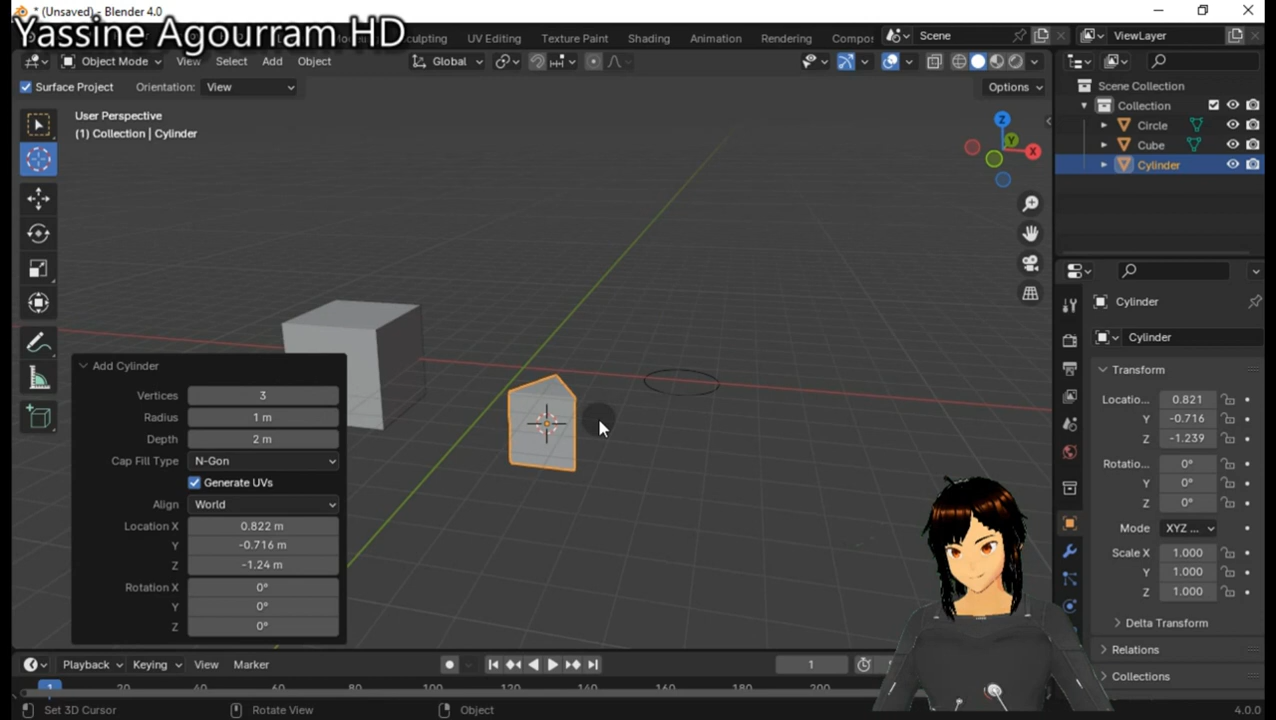 * (Unsaved) - Blender 4.0
Yassine Agourram HD
Sculpting UV Editing Texture Paint Shading Animation Rendering Compos
Scene
ViewLayer
Object Mode View Select Add Object Global
Surface Project Orientation: View Options
User Perspective
(1) Collection | Cylinder
Z
Y
X
Scene Collection
Collection
Circle
Cube
Cylinder
Add Cylinder
Vertices 3
Radius 1 m
Depth 2 m
Cap Fill Type N-Gon
Generate UVs
Align World
Location X 0.822 m
Y -0.716 m
Z -1.24 m
Rotation X 0°
Y 0°
Z 0°
Cylinder
Cylinder
Transform
Locatio... 0.821
Y -0.716
Z -1.239
Rotatio... 0°
Y 0°
Z 0°
Mode XYZ ...
Scale X 1.000
Y 1.000
Z 1.000
Delta Transform
Relations
Collections
Playback Keying View Marker 1
1 20 40 60 80 100 120 140 160 180 200
Set 3D Cursor Rotate View Object 4.0.0